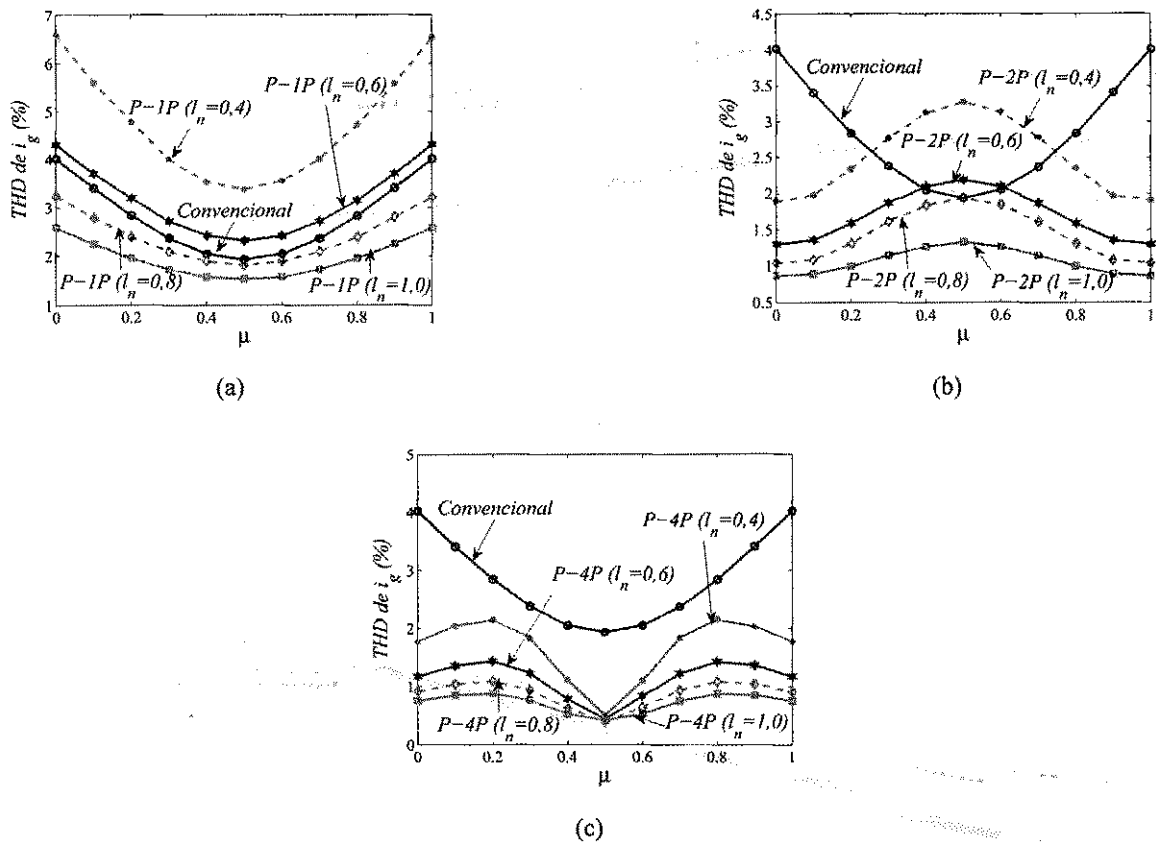 7
6
5
4
3
2
1
THD de i_g (%)
P-1P (l_n=0,4)
P-1P (l_n=0,6)
Convencional
P-1P (l_n=0,8)
P-1P (l_n=1,0)
0 0.2 0.4 0.6 0.8 1
μ
(a)
4.5
4
3.5
3
2.5
2
1.5
1
0.5
THD de i_g (%)
Convencional
P-2P (l_n=0,4)
P-2P (l_n=0,6)
P-2P (l_n=0,8)
P-2P (l_n=1,0)
0 0.2 0.4 0.6 0.8 1
μ
(b)
5
4
3
2
1
0
THD de i_g (%)
Convencional
P-4P (l_n=0,4)
P-4P (l_n=0,6)
P-4P (l_n=0,8)
P-4P (l_n=1,0)
0 0.2 0.4 0.6 0.8 1
μ
(c)